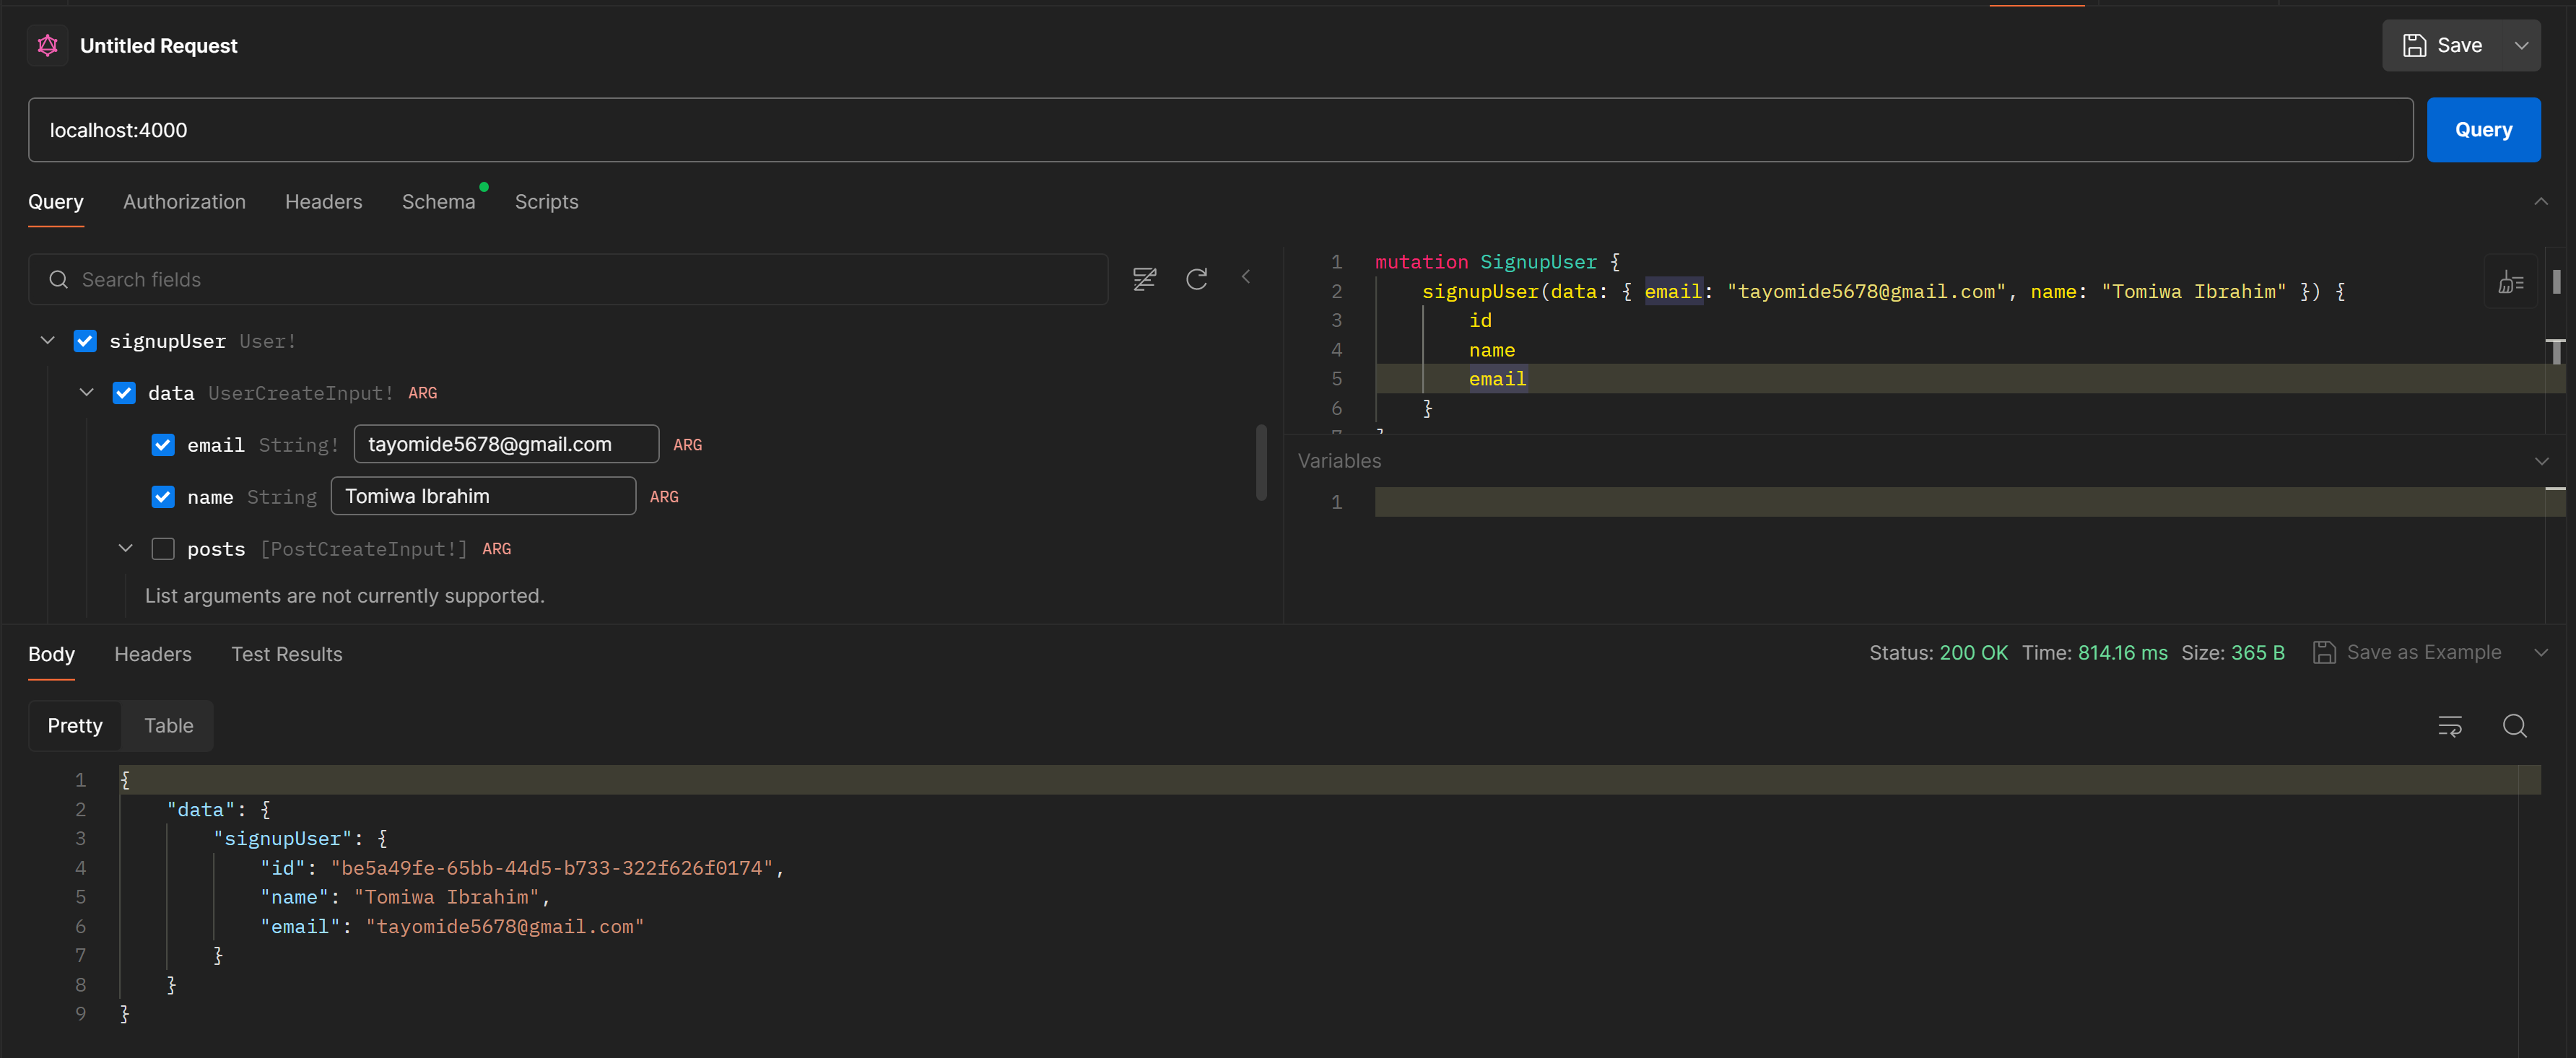 Untitled Request
Save
localhost:4000
Query
Query Authorization Headers Schema Scripts
Search fields
signupUser User!
data UserCreateInput! ARG
email String! tayomide5678@gmail.com ARG
name String Tomiwa Ibrahim ARG
posts [PostCreateInput!] ARG
List arguments are not currently supported.
1 mutation SignupUser {
2 signupUser(data: { email: "tayomide5678@gmail.com", name: "Tomiwa Ibrahim" }) {
3 id
4 name
5 email
6 }
Variables
1
Body Headers Test Results
Status: 200 OK Time: 814.16 ms Size: 365 B Save as Example
Pretty Table
1 {
2 "data": {
3 "signupUser": {
4 "id": "be5a49fe-65bb-44d5-b733-322f626f0174",
5 "name": "Tomiwa Ibrahim",
6 "email": "tayomide5678@gmail.com"
7 }
8 }
9 }